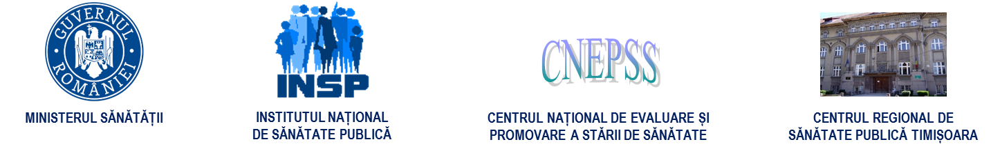 GUVERNUL ROMÂNIEI
MINISTERUL SĂNĂTĂȚII
INSP
INSTITUTUL NAȚIONAL
DE SĂNĂTATE PUBLICĂ
CNEPSS
CENTRUL NAȚIONAL DE EVALUARE ȘI
PROMOVARE A STĂRII DE SĂNĂTATE
CENTRUL REGIONAL DE
SĂNĂTATE PUBLICĂ TIMIȘOARA